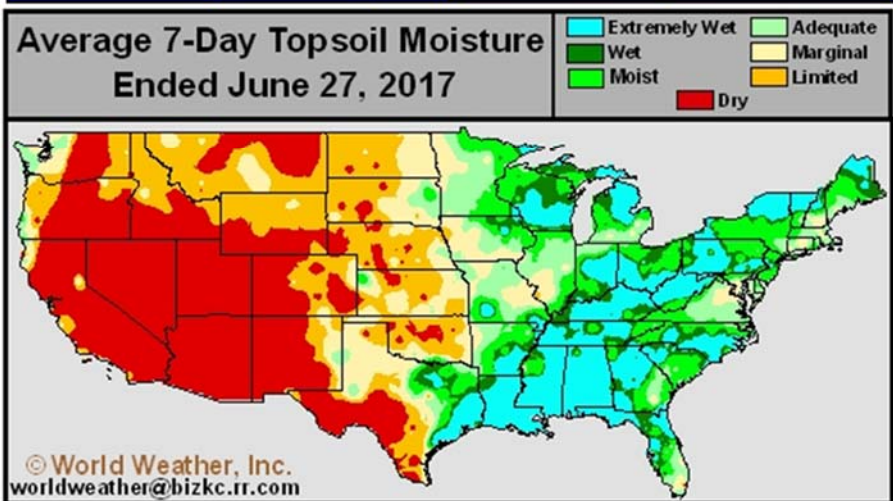 Average 7-Day Topsoil Moisture
Ended June 27, 2017
Extremely Wet
Adequate
Wet
Marginal
Moist
Limited
Dry
© World Weather, Inc.
worldweather@bizkc.rr.com